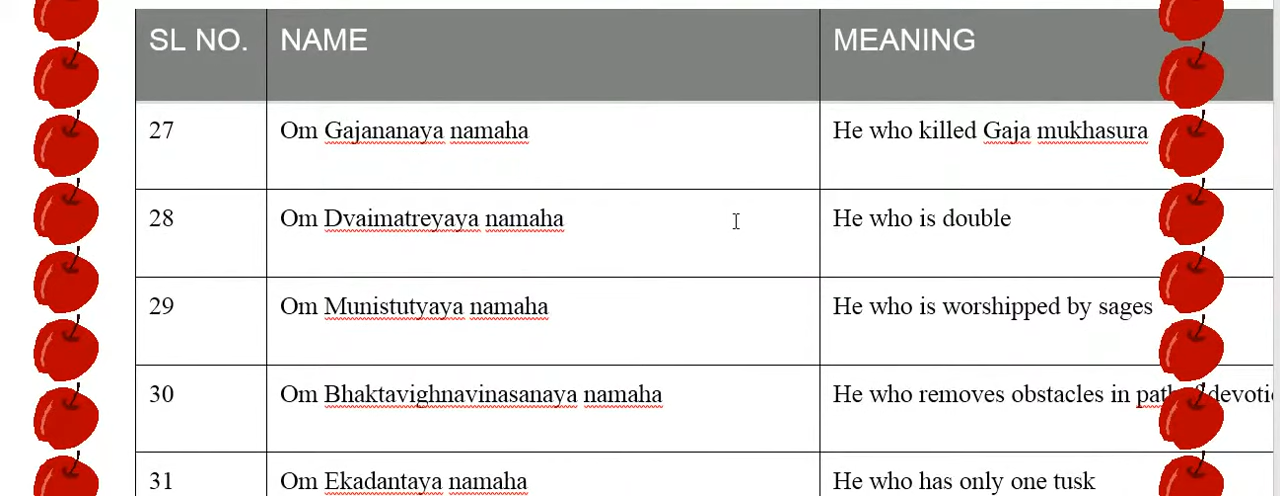 SL NO. NAME MEANING
27 Om Gajananaya namaha He who killed Gaja mukhasura
28 Om Dvaimatreyaya namaha He who is double
29 Om Munistutyaya namaha He who is worshipped by sages
30 Om Bhaktavighnavinasanaya namaha He who removes obstacles in
31 Om Ekadantaya namaha He who has only one tusk